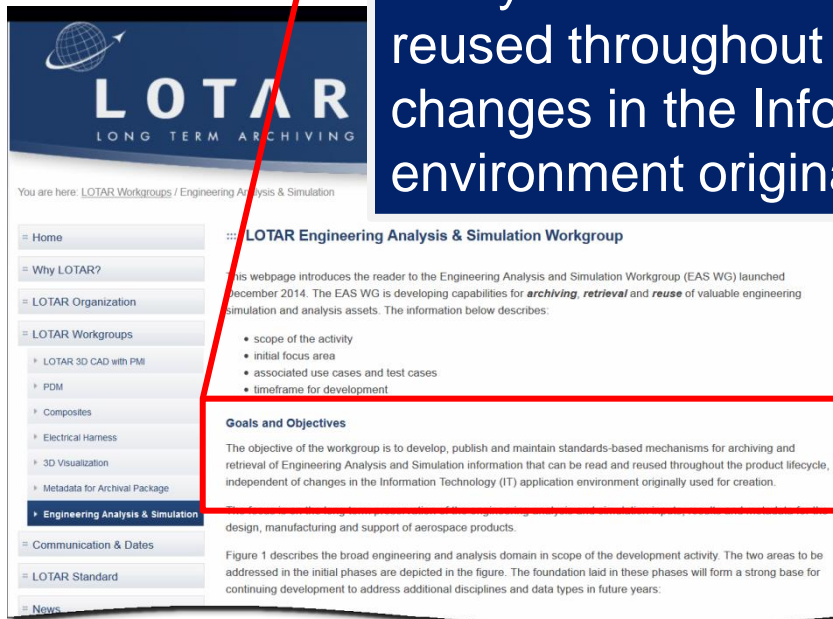 reused throughout
changes in the Info
environment origina
LOTAR
LONG TERM ARCHIVING
You are here: LOTAR Workgroups / Engineering Analysis & Simulation
Home
Why LOTAR?
LOTAR Organization
LOTAR Workgroups
LOTAR 3D CAD with PMI
PDM
Composites
Electrical Harness
3D Visualization
Metadata for Archival Package
Engineering Analysis & Simulation
Communication & Dates
LOTAR Standard
News
::: LOTAR Engineering Analysis & Simulation Workgroup
This webpage introduces the reader to the Engineering Analysis and Simulation Workgroup (EAS WG) launched
December 2014. The EAS WG is developing capabilities for archiving, retrieval and reuse of valuable engineering
simulation and analysis assets. The information below describes:
• scope of the activity
• initial focus area
• associated use cases and test cases
• timeframe for development
Goals and Objectives
The objective of the workgroup is to develop, publish and maintain standards-based mechanisms for archiving and
retrieval of Engineering Analysis and Simulation information that can be read and reused throughout the product lifecycle,
independent of changes in the Information Technology (IT) application environment originally used for creation.
design, manufacturing and support of aerospace products.
Figure 1 describes the broad engineering and analysis domain in scope of the development activity. The two areas to be
addressed in the initial phases are depicted in the figure. The foundation laid in these phases will form a strong base for
continuing development to address additional disciplines and data types in future years: